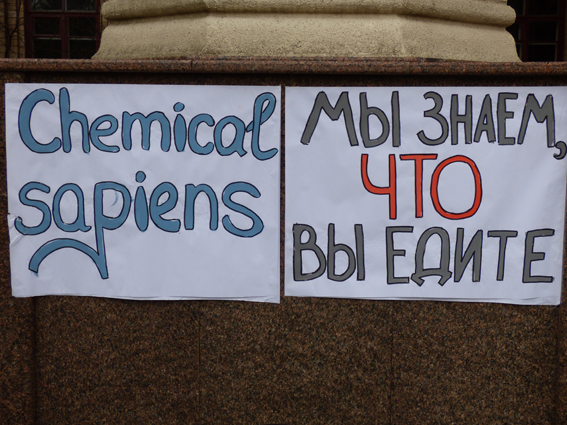 Chemical
sapiens
МЫ ЗНАЕМ,
ЧТО
ВЫ ЕДИТЕ